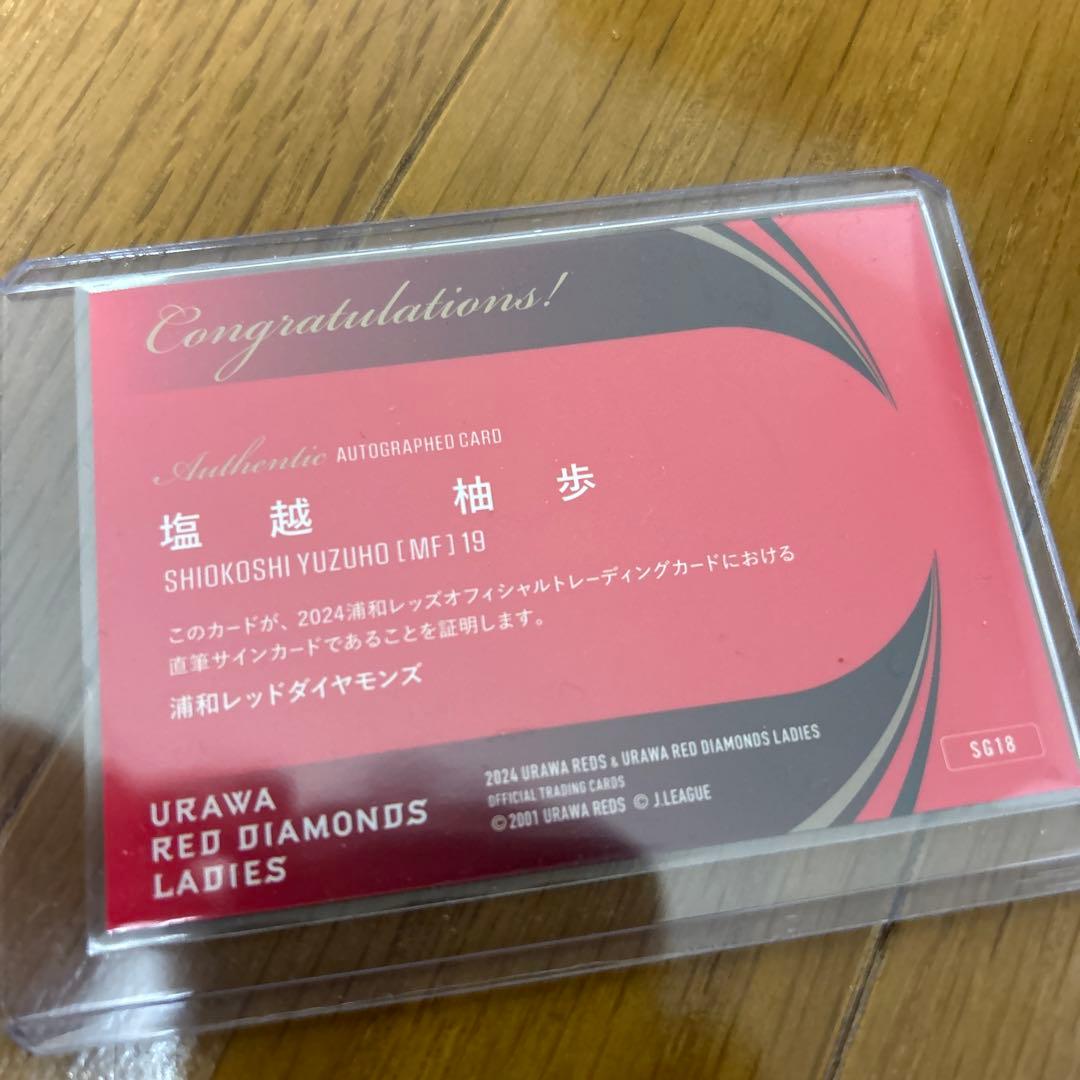 Congratulations!
Authentic AUTOGRAPHED CARD
塩越 柚歩
SHIOKOSHI YUZUHO [MF] 19
このカードが、2024浦和レッズオフィシャルトレーディングカードにおける
直筆サインカードであることを証明します。
浦和レッドダイヤモンズ
URAWA
RED DIAMONDS
LADIES
2024 URAWA REDS & URAWA RED DIAMONDS LADIES
OFFICIAL TRADING CARDS
©2001 URAWA REDS © J.LEAGUE
SG18